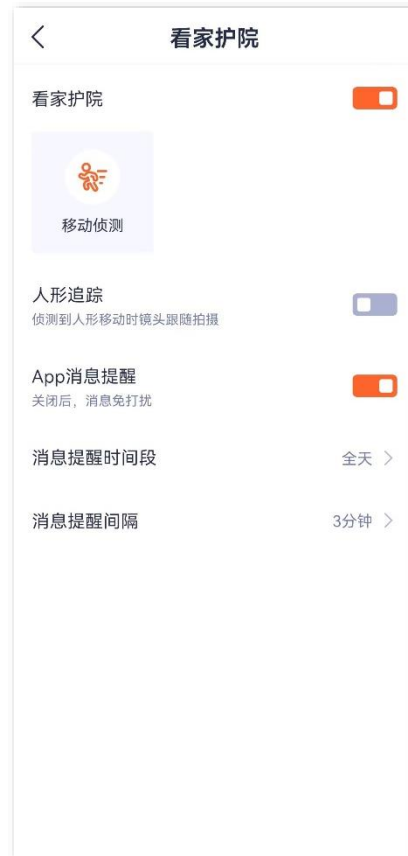 看家护院
看家护院
移动侦测
人形追踪
侦测到人形移动时镜头跟随拍摄
App消息提醒
关闭后，消息免打扰
消息提醒时间段 全天
消息提醒间隔 3分钟